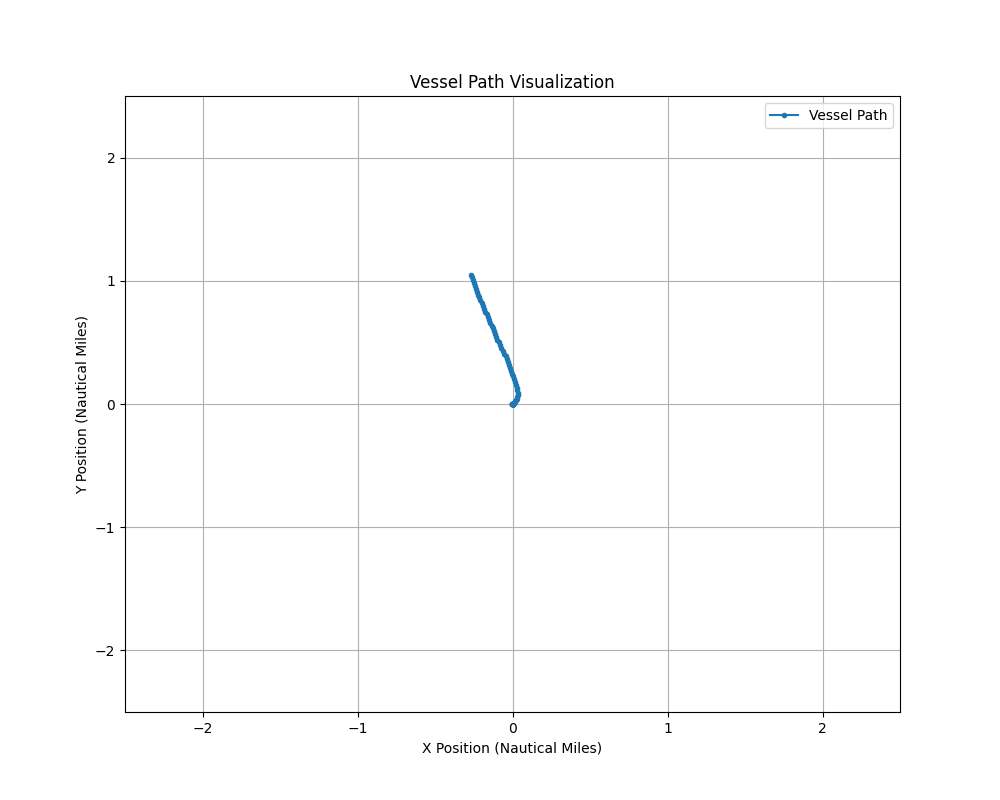 Vessel Path Visualization
Vessel Path
2
1
0
−1
−2
Y Position (Nautical Miles)
−2 −1 0 1 2
X Position (Nautical Miles)